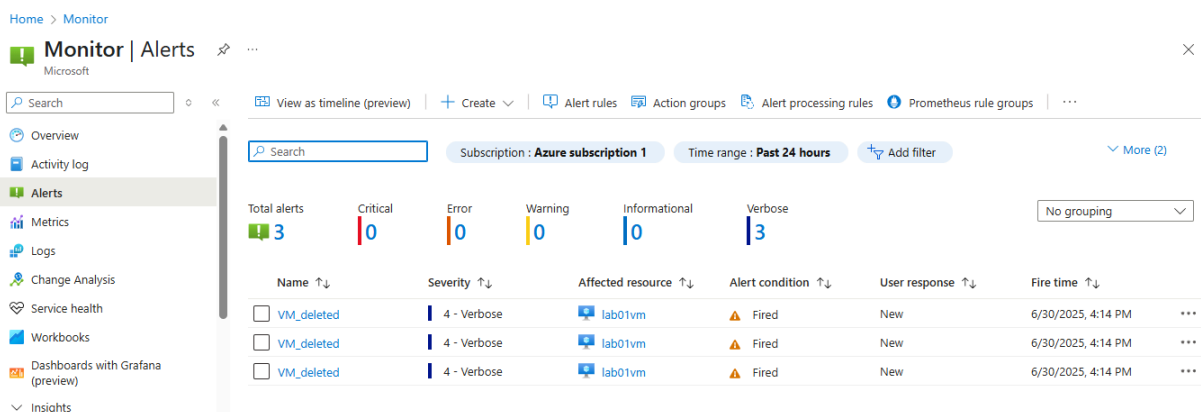 Home > Monitor
Monitor | Alerts
Microsoft
Search
Overview
Activity log
Alerts
Metrics
Logs
Change Analysis
Service health
Workbooks
Dashboards with Grafana
(preview)
Insights
View as timeline (preview) Create Alert rules Action groups Alert processing rules Prometheus rule groups
Search Subscription : Azure subscription 1 Time range : Past 24 hours Add filter More (2)
Total alerts Critical Error Warning Informational Verbose
3 0 0 0 0 3
No grouping
Name Severity Affected resource Alert condition User response Fire time
VM_deleted 4 - Verbose lab01vm Fired New 6/30/2025, 4:14 PM
VM_deleted 4 - Verbose lab01vm Fired New 6/30/2025, 4:14 PM
VM_deleted 4 - Verbose lab01vm Fired New 6/30/2025, 4:14 PM